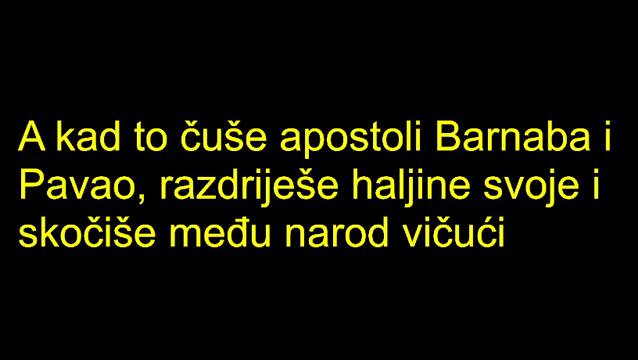 A kad to čuše apostoli Barnaba i
Pavao, razdriješe haljine svoje i
skočiše među narod vičući